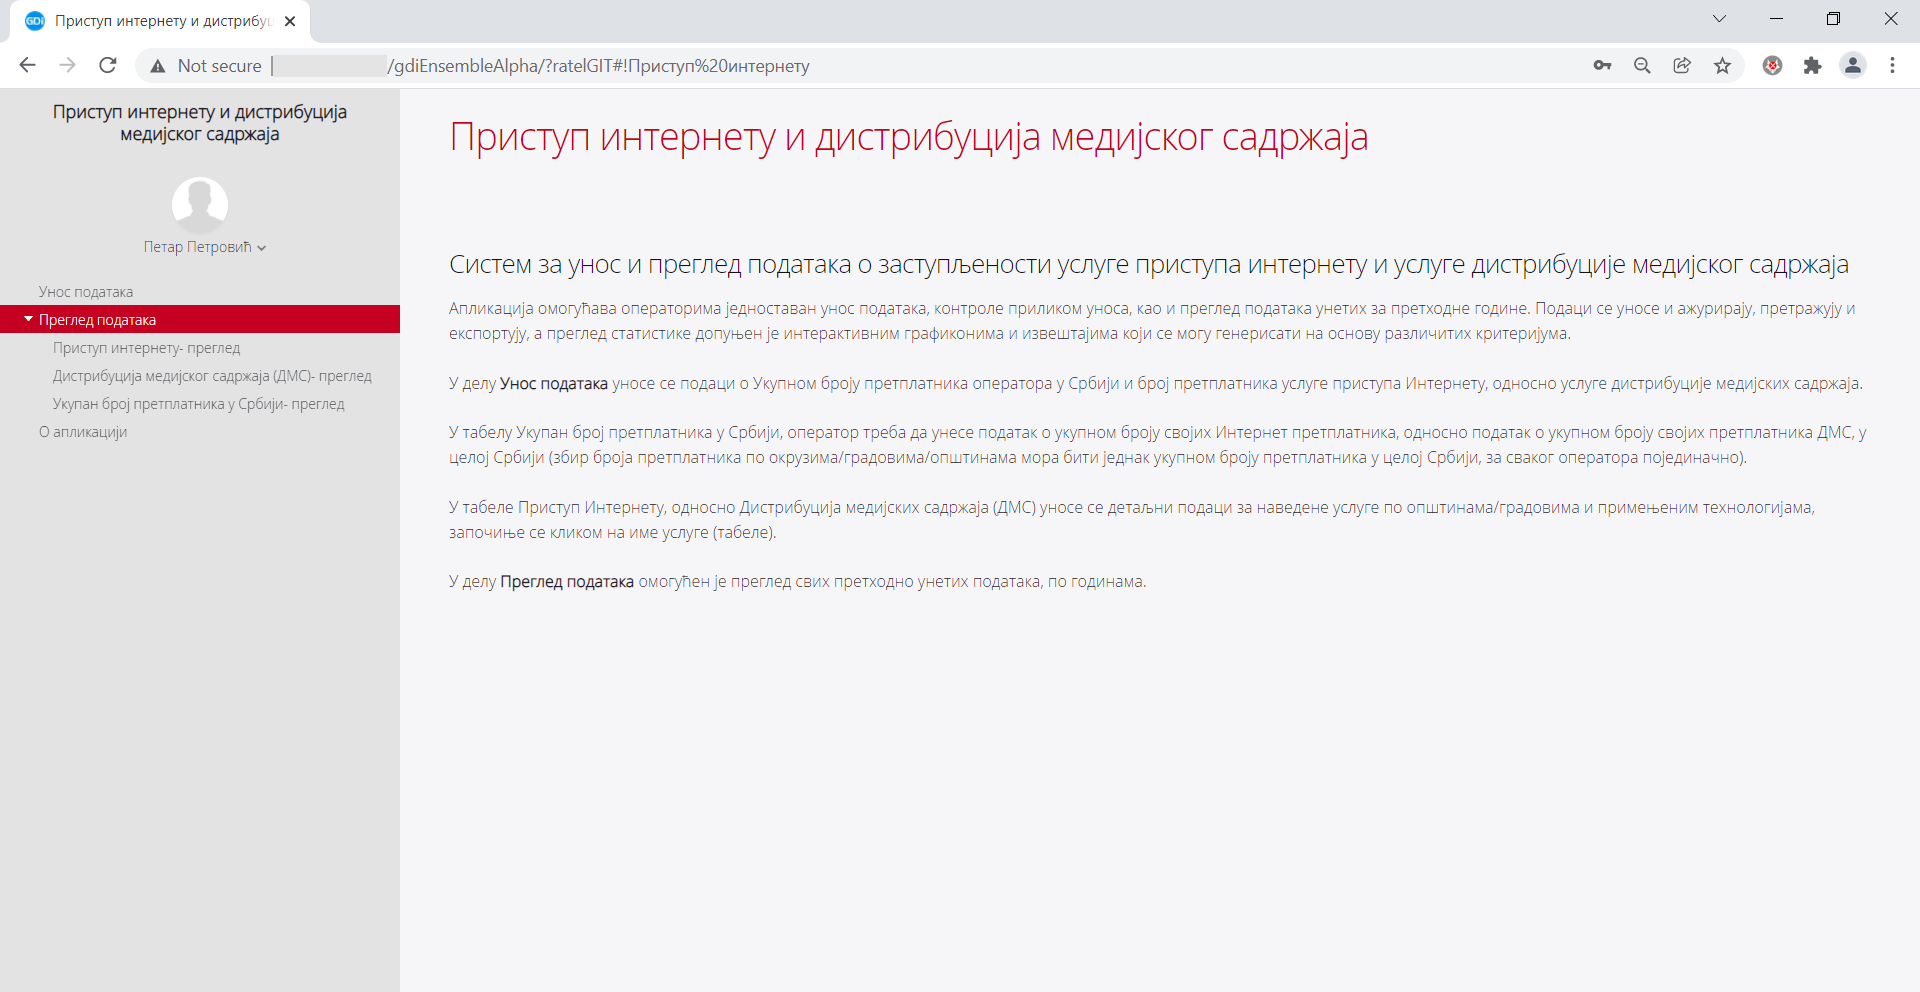 GDi Приступ интернету и дистрибуц
Not secure /gdiEnsembleAlpha/?ratelGIT#!Приступ%20интернету
Приступ интернету и дистрибуција
медијског садржаја
Петар Петровић
Унос података
Преглед података
Приступ интернету- преглед
Дистрибуција медијског садржаја (ДМС)- преглед
Укупан број претплатника у Србији- преглед
О апликацији
Приступ интернету и дистрибуција медијског садржаја
Систем за унос и преглед података о заступљености услуге приступа интернету и услуге дистрибуције медијског садржаја
Апликација омогућава операторима једноставан унос података, контроле приликом уноса, као и преглед података унетих за претходне године. Подаци се уносе и ажурирају, претражују и
експортују, а преглед статистике допуњен је интерактивним графиконима и извештајима који се могу генерисати на основу различитих критеријума.
У делу Унос података уносе се подаци о Укупном броју претплатника оператора у Србији и број претплатника услуге приступа Интернету, односно услуге дистрибуције медијских садржаја.
У табелу Укупан број претплатника у Србији, оператор треба да унесе податак о укупном броју својих Интернет претплатника, односно податак о укупном броју својих претплатника ДМС, у
целој Србији (збир броја претплатника по окрузима/градовима/општинама мора бити једнак укупном броју претплатника у целој Србији, за сваког оператора појединачно).
У табеле Приступ Интернету, односно Дистрибуција медијских садржаја (ДМС) уносе се детаљни подаци за наведене услуге по општинама/градовима и примењеним технологијама,
започиње се кликом на име услуге (табеле).
У делу Преглед података омогућен је преглед свих претходно унетих података, по годинама.